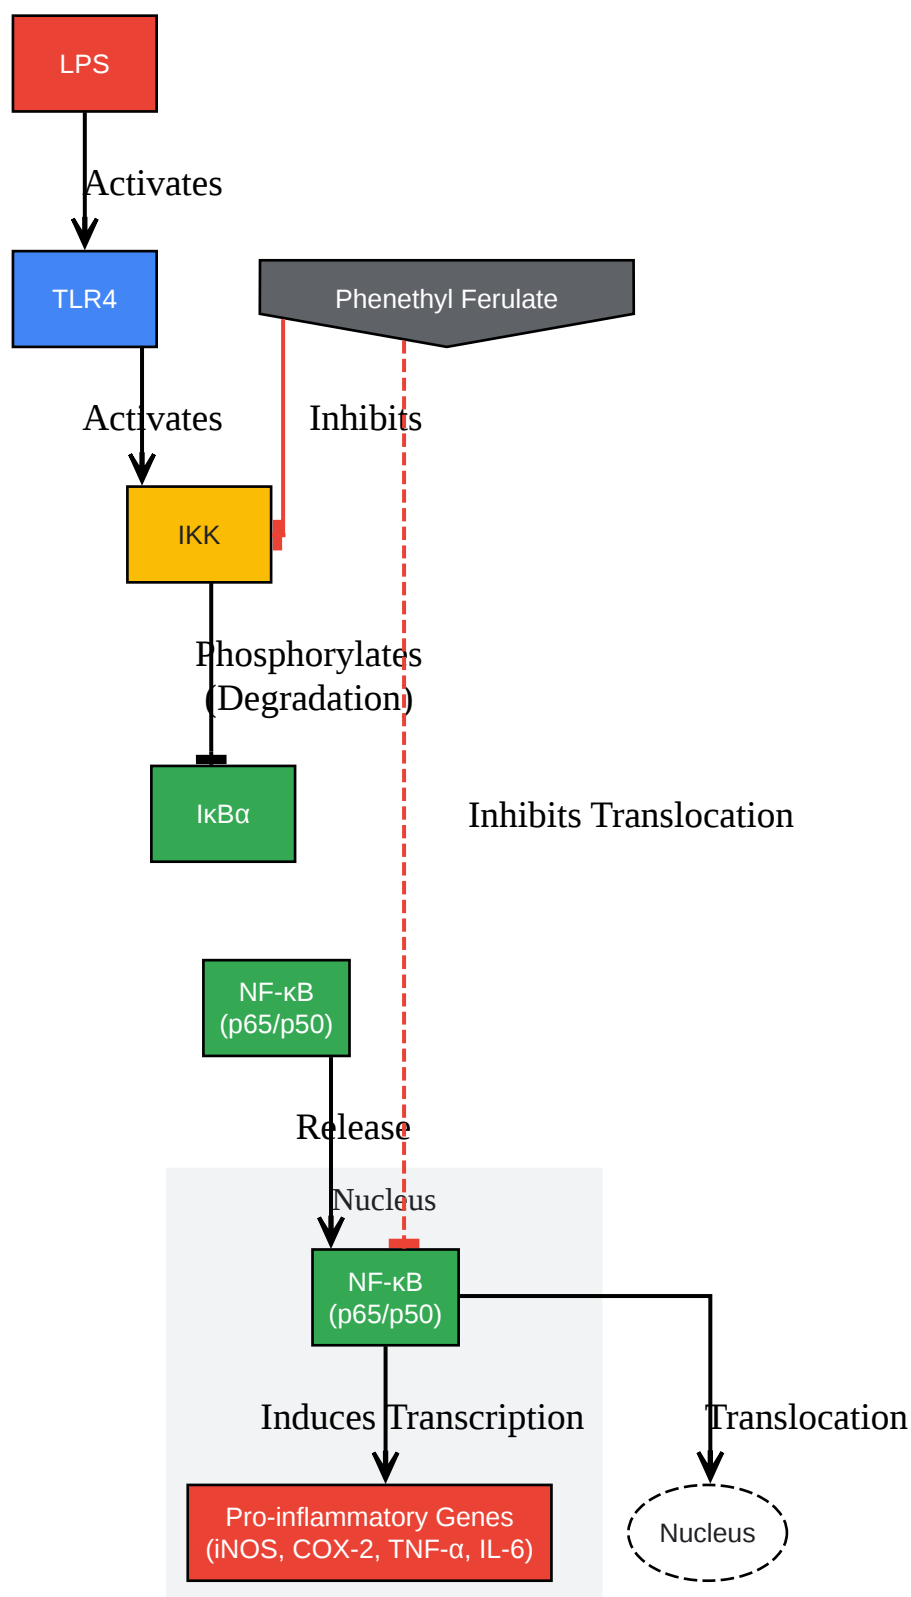 LPS
Activates
TLR4
Phenethyl Ferulate
Activates
Inhibits
IKK
Phosphorylates
(Degradation)
IκBα
Inhibits Translocation
NF-κB
(p65/p50)
Release
Nucleus
NF-κB
(p65/p50)
Induces Transcription
Translocation
Pro-inflammatory Genes
(iNOS, COX-2, TNF-α, IL-6)
Nucleus